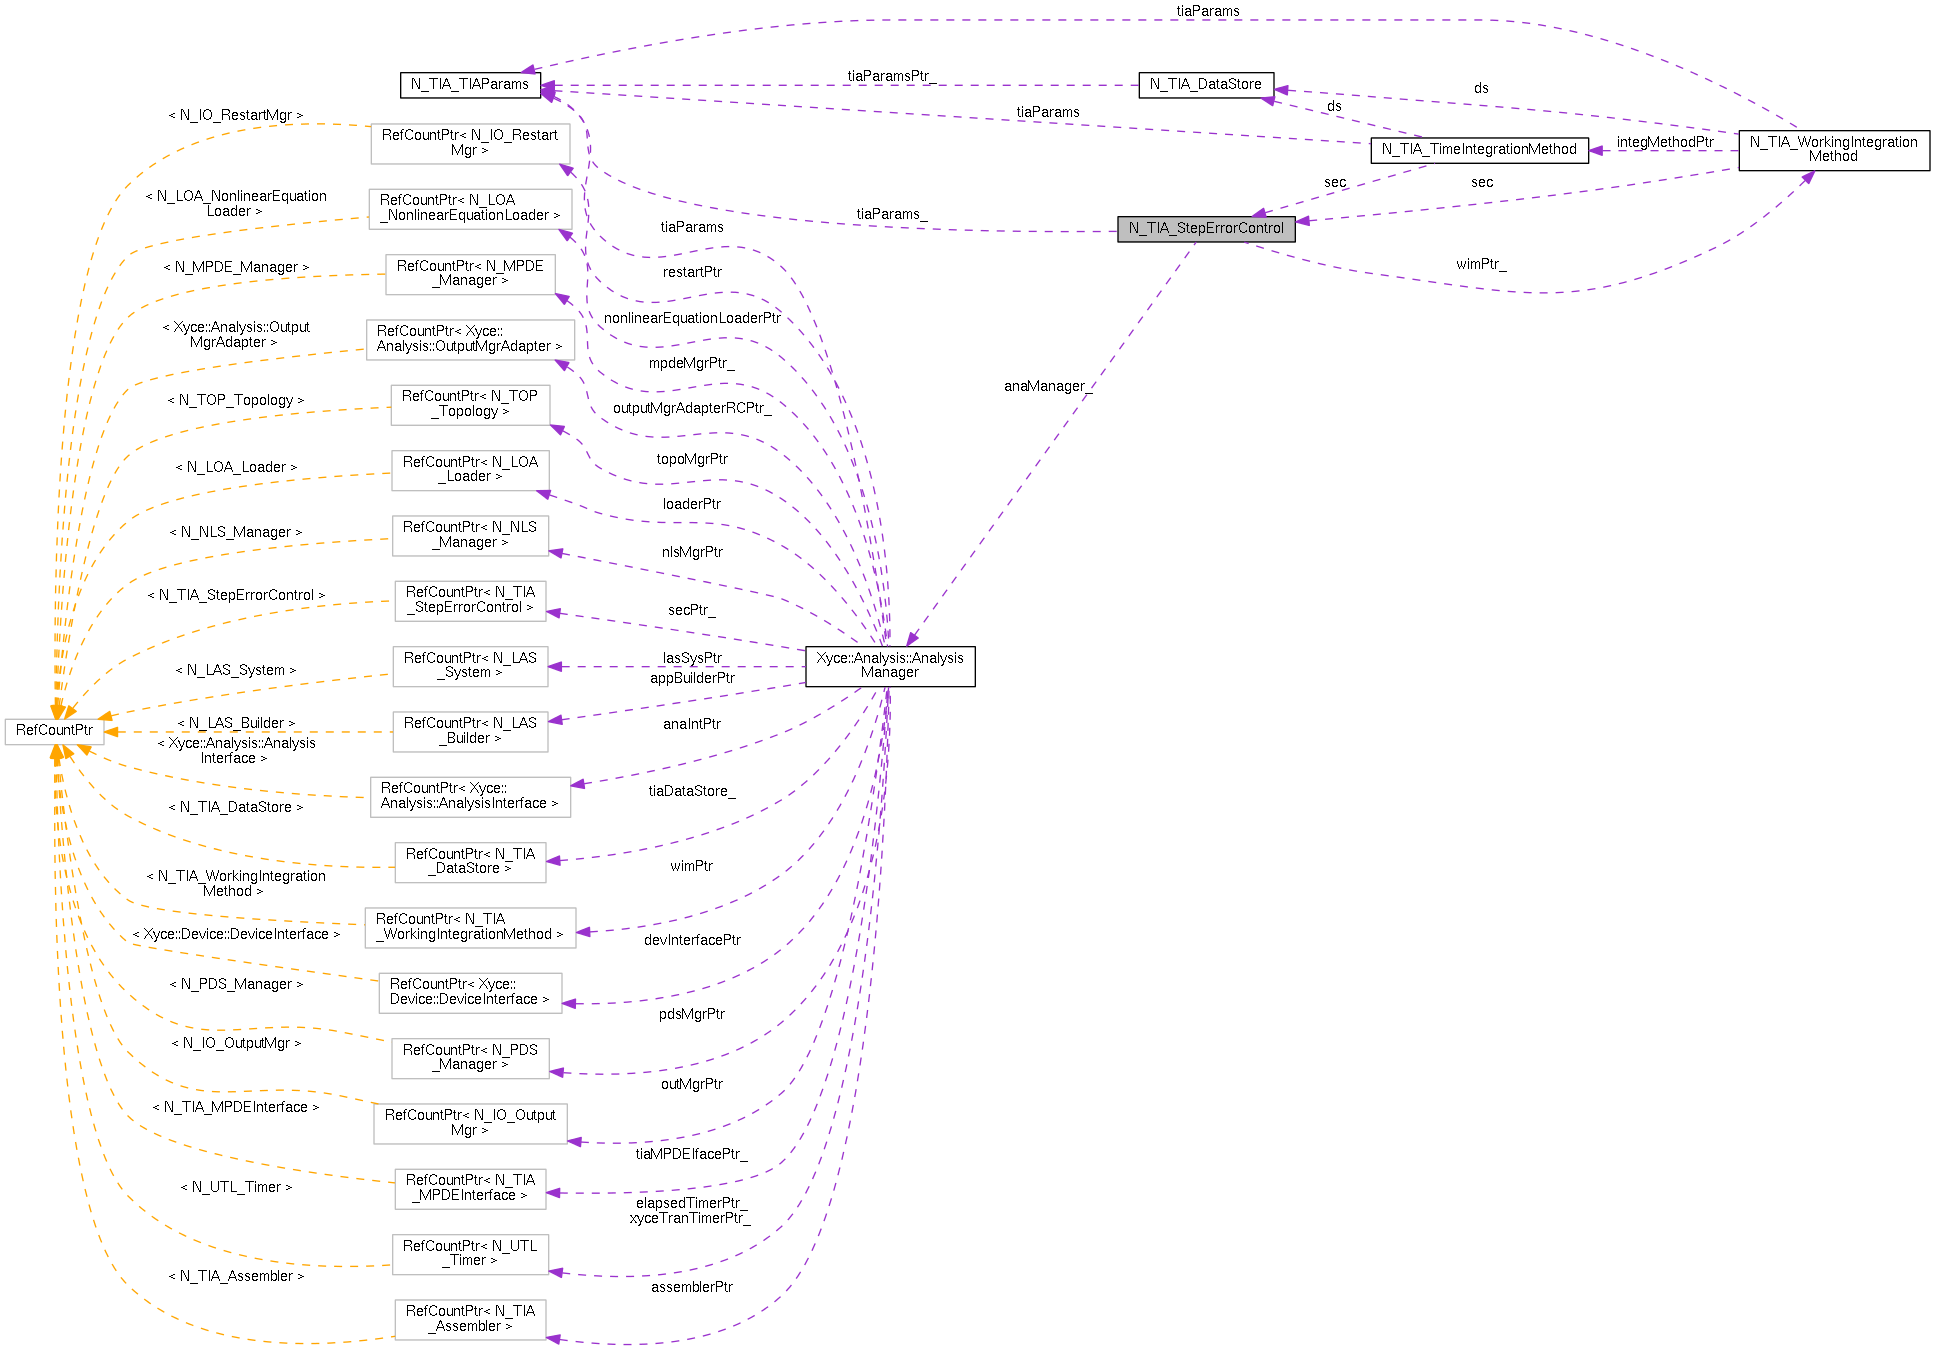 tiaParams
N_TIA_TIAParams
tiaParamsPtr_
N_TIA_DataStore
ds
ds
tiaParams
integMethodPtr
N_TIA_TimeIntegrationMethod
N_TIA_WorkingIntegration
Method
sec
sec
tiaParams_
N_TIA_StepErrorControl
wimPtr_
anaManager_
< N_IO_RestartMgr >
RefCountPtr< N_IO_Restart
Mgr >
< N_LOA_NonlinearEquation
Loader >
RefCountPtr< N_LOA
_NonlinearEquationLoader >
tiaParams
< N_MPDE_Manager >
RefCountPtr< N_MPDE
_Manager >
restartPtr
< Xyce::Analysis::Output
MgrAdapter >
RefCountPtr< Xyce::
Analysis::OutputMgrAdapter >
nonlinearEquationLoaderPtr
mpdeMgrPtr_
< N_TOP_Topology >
RefCountPtr< N_TOP
_Topology >
outputMgrAdapterRCPtr_
< N_LOA_Loader >
RefCountPtr< N_LOA
_Loader >
topoMgrPtr
loaderPtr
< N_NLS_Manager >
RefCountPtr< N_NLS
_Manager >
nlsMgrPtr
< N_TIA_StepErrorControl >
RefCountPtr< N_TIA
_StepErrorControl >
secPtr_
< N_LAS_System >
RefCountPtr< N_LAS
_System >
lasSysPtr
Xyce::Analysis::Analysis
Manager
appBuilderPtr
RefCountPtr
< N_LAS_Builder >
RefCountPtr< N_LAS
_Builder >
anaIntPtr
< Xyce::Analysis::Analysis
Interface >
RefCountPtr< Xyce::
Analysis::AnalysisInterface >
tiaDataStore_
< N_TIA_DataStore >
RefCountPtr< N_TIA
_DataStore >
wimPtr
< N_TIA_WorkingIntegration
Method >
RefCountPtr< N_TIA
_WorkingIntegrationMethod >
< Xyce::Device::DeviceInterface >
devInterfacePtr
RefCountPtr< Xyce::
Device::DeviceInterface >
< N_PDS_Manager >
pdsMgrPtr
RefCountPtr< N_PDS
_Manager >
< N_IO_OutputMgr >
outMgrPtr
RefCountPtr< N_IO_Output
Mgr >
< N_TIA_MPDEInterface >
tiaMPDEIfacePtr_
RefCountPtr< N_TIA
_MPDEInterface >
< N_UTL_Timer >
elapsedTimerPtr_
xyceTranTimerPtr_
RefCountPtr< N_UTL
_Timer >
< N_TIA_Assembler >
assemblerPtr
RefCountPtr< N_TIA
_Assembler >